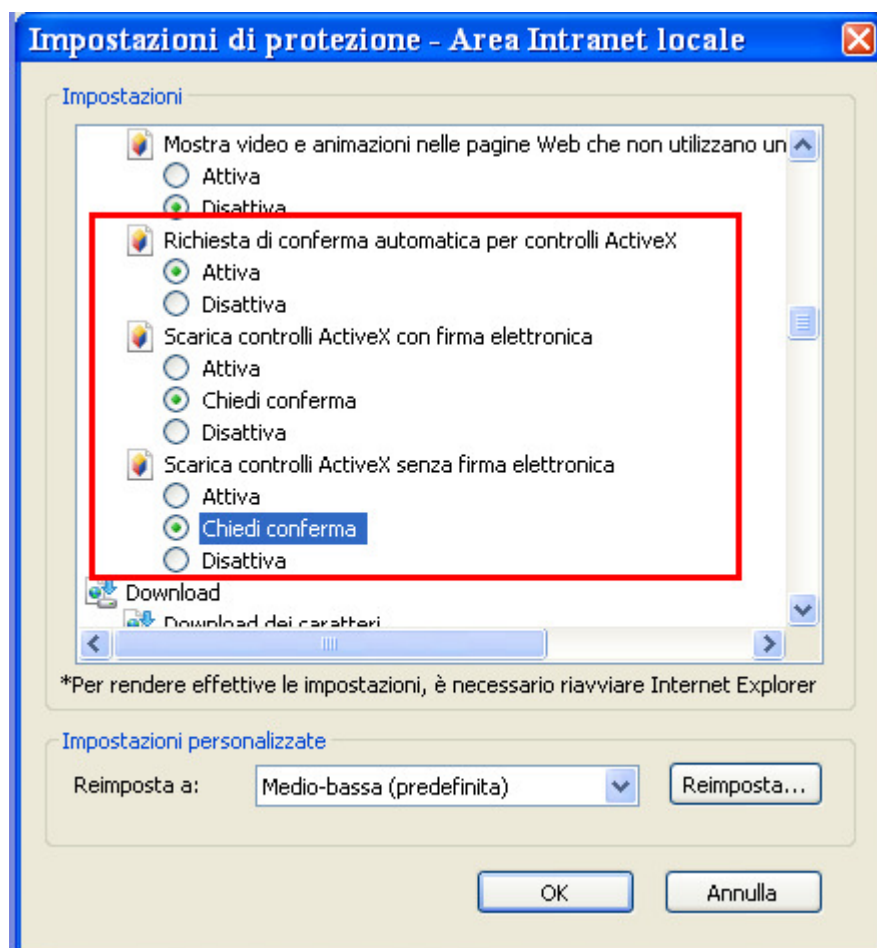 Impostazioni di protezione - Area Intranet locale
Impostazioni
Mostra video e animazioni nelle pagine Web che non utilizzano un
Attiva
Disattiva
Richiesta di conferma automatica per controlli ActiveX
Attiva
Disattiva
Scarica controlli ActiveX con firma elettronica
Attiva
Chiedi conferma
Disattiva
Scarica controlli ActiveX senza firma elettronica
Attiva
Chiedi conferma
Disattiva
Download
Download dei caratteri
*Per rendere effettive le impostazioni, è necessario riavviare Internet Explorer
Impostazioni personalizzate
Reimposta a: Medio-bassa (predefinita) Reimposta...
OK Annulla